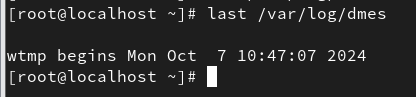 [root@localhost ~]# last /var/log/dmes
wtmp begins Mon Oct  7 10:47:07 2024
[root@localhost ~]#